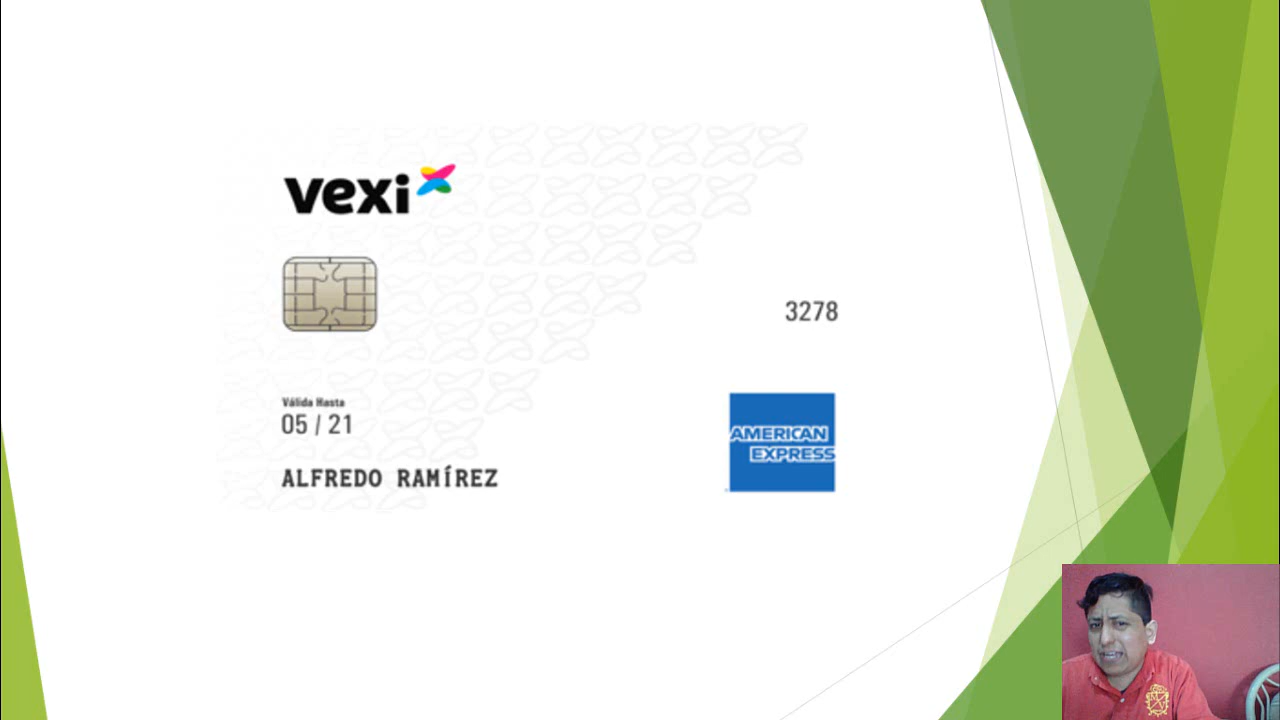 vexi
3278
Válida Hasta
05 / 21
ALFREDO RAMÍREZ
AMERICAN
EXPRESS